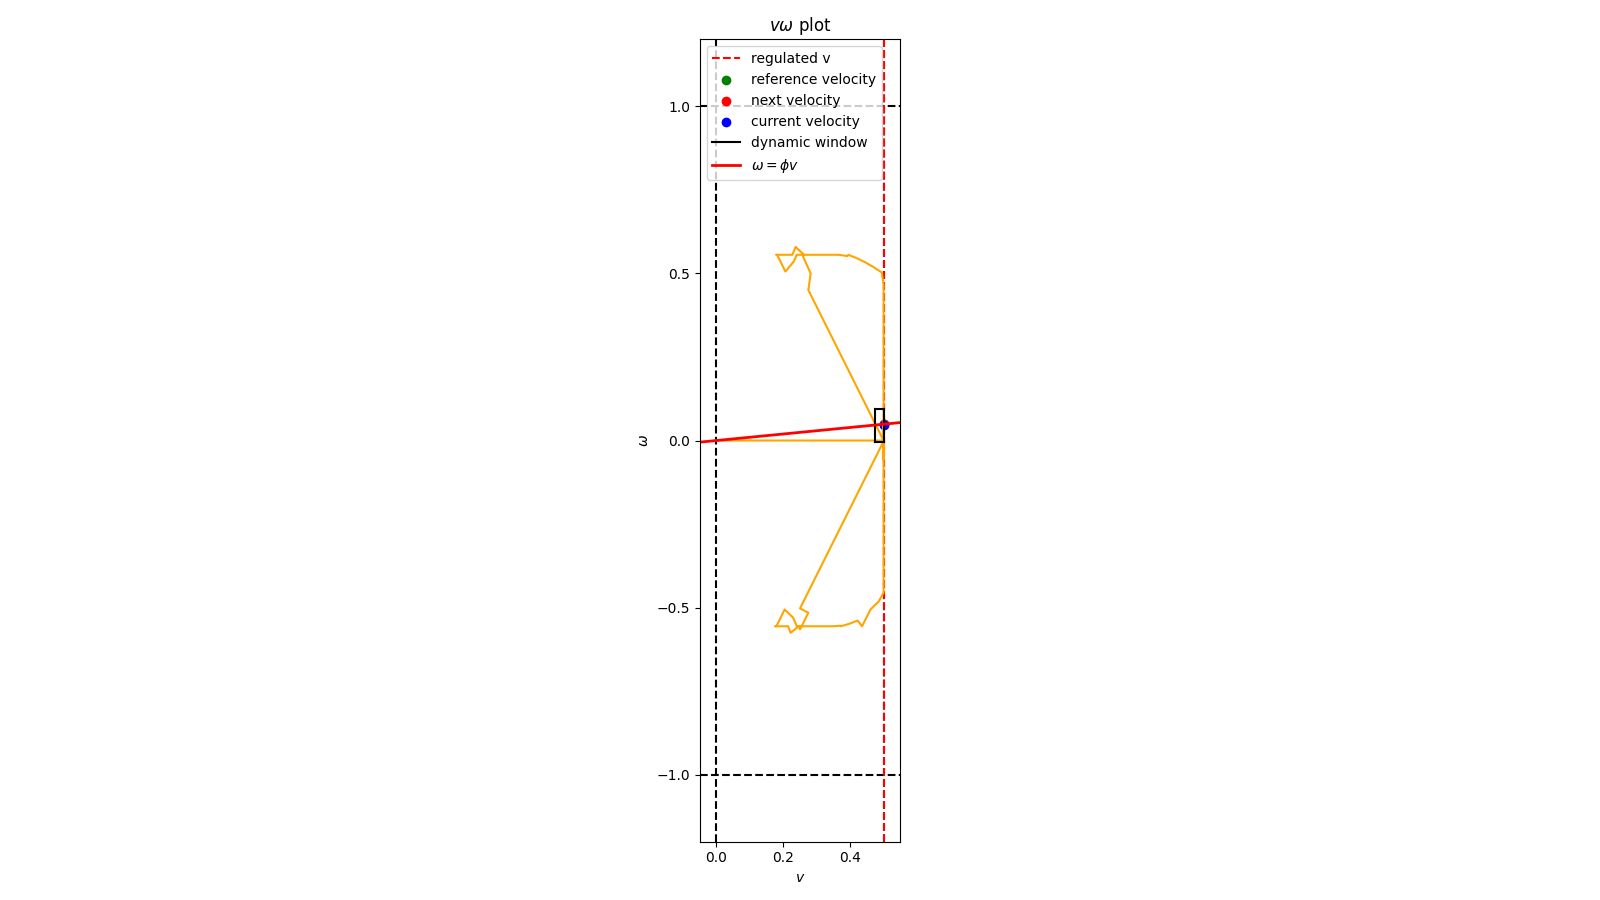 vω plot
regulated v
reference velocity
next velocity
current velocity
dynamic window
ω = ϕv
1.0
0.5
0.0
−0.5
−1.0
ω
0.0 0.2 0.4
v